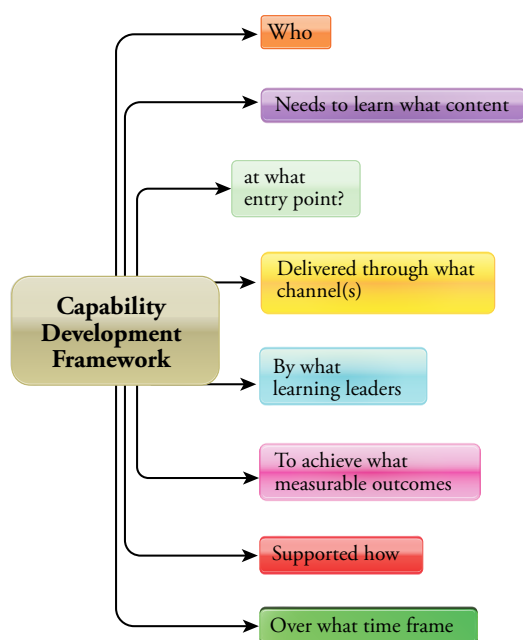 Who
Needs to learn what content
at what
entry point?
Delivered through what
channel(s)
Capability
Development
Framework
By what
learning leaders
To achieve what
measurable outcomes
Supported how
Over what time frame